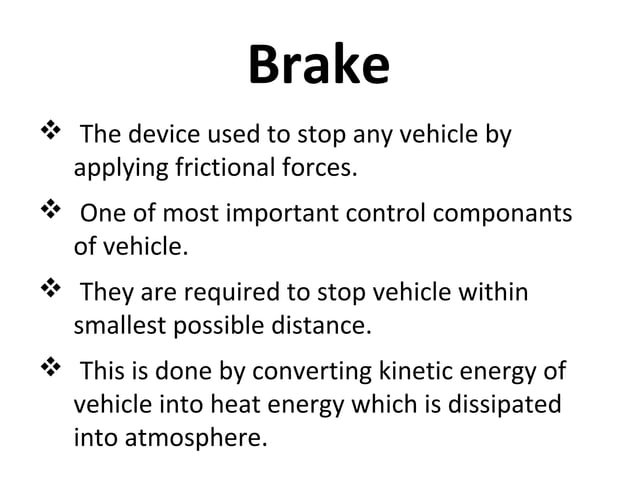 Brake
❖ The device used to stop any vehicle by
applying frictional forces.
❖ One of most important control componants
of vehicle.
❖ They are required to stop vehicle within
smallest possible distance.
❖ This is done by converting kinetic energy of
vehicle into heat energy which is dissipated
into atmosphere.